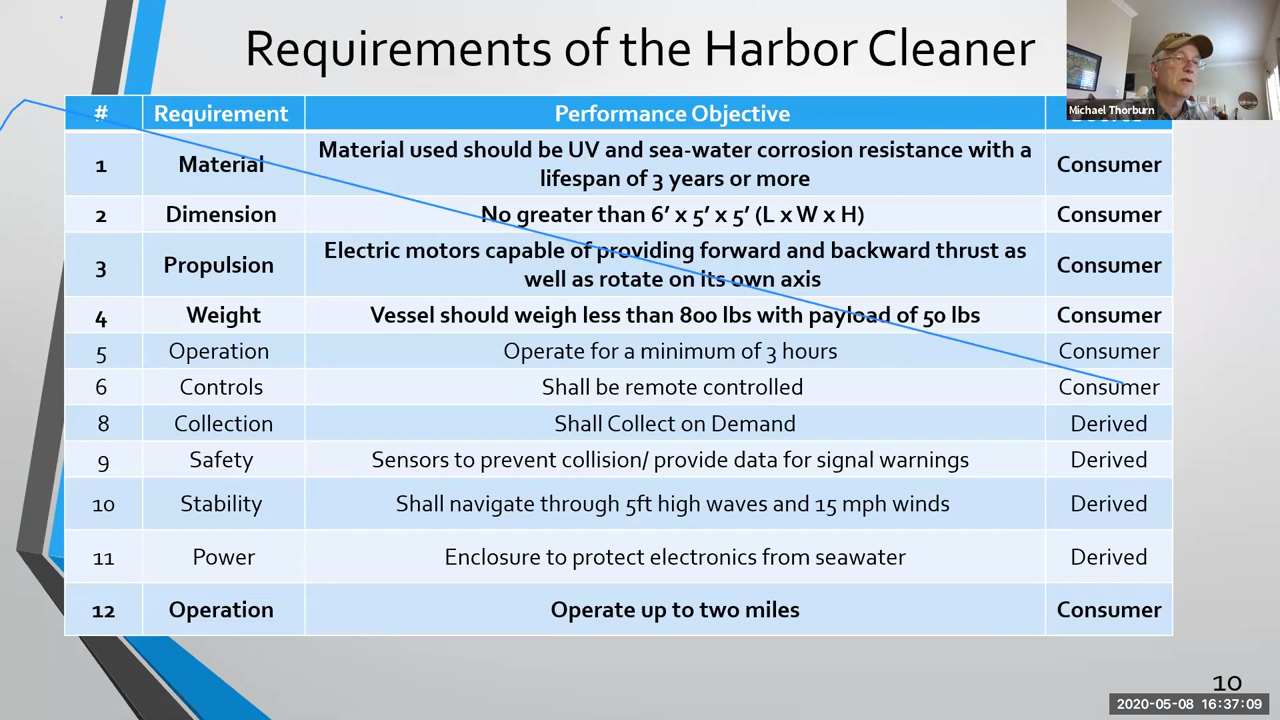 Requirements of the Harbor Cleaner
Michael Thorburn
# Requirement Performance Objective
1 Material Material used should be UV and sea-water corrosion resistance with a
lifespan of 3 years or more Consumer
2 Dimension No greater than 6’ x 5’ x 5’ (L x W x H) Consumer
3 Propulsion Electric motors capable of providing forward and backward thrust as
well as rotate on its own axis Consumer
4 Weight Vessel should weigh less than 800 lbs with payload of 50 lbs Consumer
5 Operation Operate for a minimum of 3 hours Consumer
6 Controls Shall be remote controlled Consumer
8 Collection Shall Collect on Demand Derived
9 Safety Sensors to prevent collision/ provide data for signal warnings Derived
10 Stability Shall navigate through 5ft high waves and 15 mph winds Derived
11 Power Enclosure to protect electronics from seawater Derived
12 Operation Operate up to two miles Consumer
10
2020-05-08 16:37:09